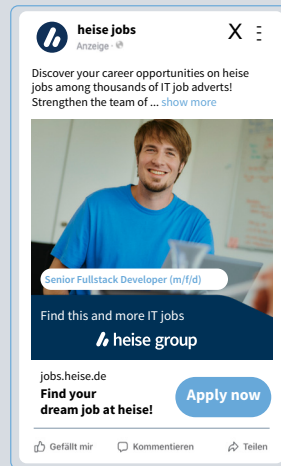 heise jobs
Anzeige ·
X
Discover your career opportunities on heise
jobs among thousands of IT job adverts!
Strengthen the team of ... show more
Senior Fullstack Developer (m/f/d)
Find this and more IT jobs
heise group
jobs.heise.de
Find your
dream job at heise!
Apply now
Gefällt mir
Kommentieren
Teilen